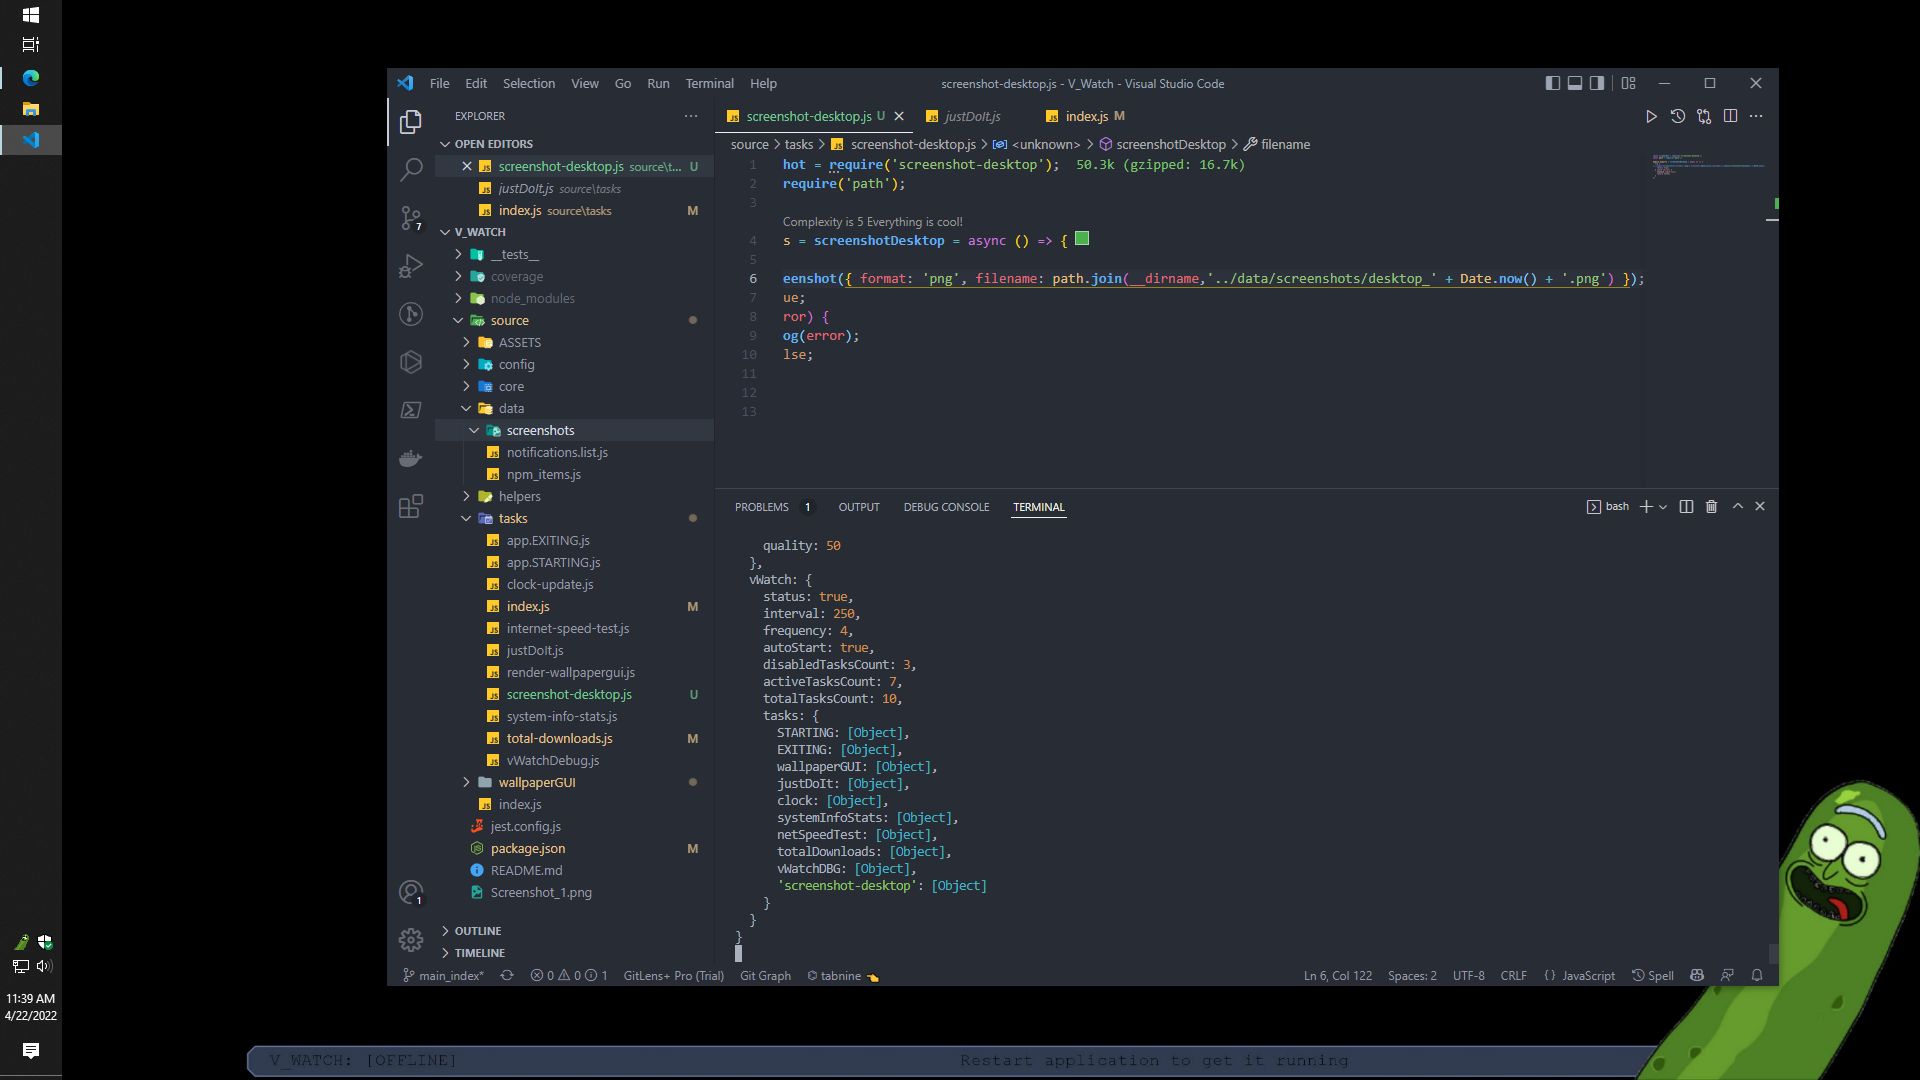 File Edit Selection View Go Run Terminal Help
screenshot-desktop.js - V_Watch - Visual Studio Code
EXPLORER
OPEN EDITORS
screenshot-desktop.js source\t... U
justDoIt.js source\tasks
index.js source\tasks M
V_WATCH
__tests__
coverage
node_modules
source
ASSETS
config
core
data
screenshots
notifications.list.js
npm_items.js
helpers
tasks
app.EXITING.js
app.STARTING.js
clock-update.js
index.js M
internet-speed-test.js
justDoIt.js
render-wallpapergui.js
screenshot-desktop.js U
system-info-stats.js
total-downloads.js M
vWatchDebug.js
wallpaperGUI
index.js
jest.config.js
package.json M
README.md
Screenshot_1.png
OUTLINE
TIMELINE
7
1
screenshot-desktop.js U
justDoIt.js
index.js M
source > tasks > screenshot-desktop.js > <unknown> > screenshotDesktop > filename
1 hot = require('screenshot-desktop'); 50.3k (gzipped: 16.7k)
2 require('path');
3
Complexity is 5 Everything is cool!
4 s = screenshotDesktop = async () => {
5
6 eenshot({ format: 'png', filename: path.join(__dirname,'../data/screenshots/desktop_' + Date.now() + '.png') });
7 ue;
8 ror) {
9 og(error);
10 lse;
11
12
13
PROBLEMS 1 OUTPUT DEBUG CONSOLE TERMINAL
bash
quality: 50
},
vWatch: {
status: true,
interval: 250,
frequency: 4,
autoStart: true,
disabledTasksCount: 3,
activeTasksCount: 7,
totalTasksCount: 10,
tasks: {
STARTING: [Object],
EXITING: [Object],
wallpaperGUI: [Object],
justDoIt: [Object],
clock: [Object],
systemInfoStats: [Object],
netSpeedTest: [Object],
totalDownloads: [Object],
vWatchDBG: [Object],
'screenshot-desktop': [Object]
}
}
}
main_index* 0 0 1 GitLens+ Pro (Trial) Git Graph tabnine
Ln 6, Col 122 Spaces: 2 UTF-8 CRLF {} JavaScript Spell
11:39 AM
4/22/2022
V_WATCH: [OFFLINE]
Restart application to get it running